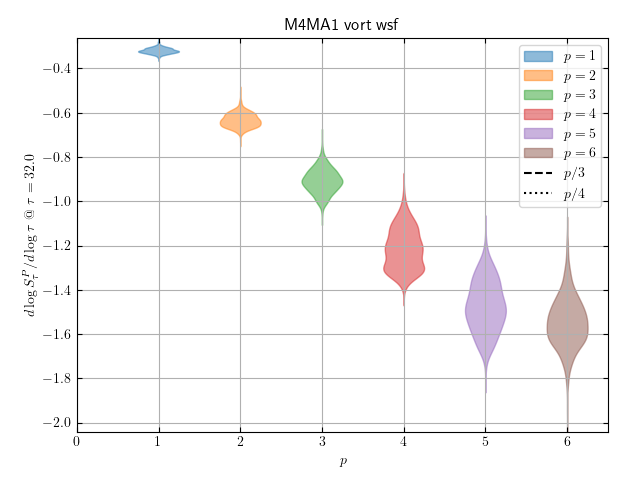 M4MA1 vort wsf
d log S_τ^P / d log τ @ τ = 32.0
−0.4
−0.6
−0.8
−1.0
−1.2
−1.4
−1.6
−1.8
−2.0
0 1 2 3 4 5 6
p
p = 1
p = 2
p = 3
p = 4
p = 5
p = 6
p/3
p/4